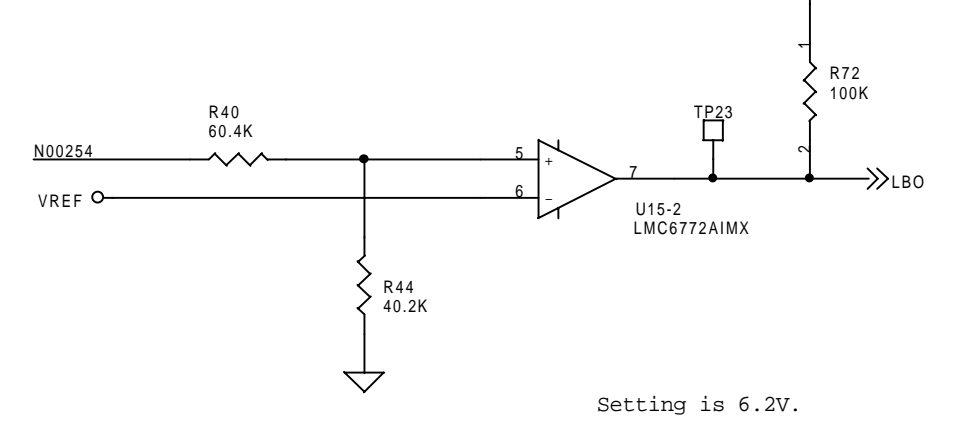 1
R72
100K
2
R40
60.4K
TP23
N00254
5
+
7
VREF
6
-
LBO
U15-2
LMC6772AIMX
R44
40.2K
Setting is 6.2V.